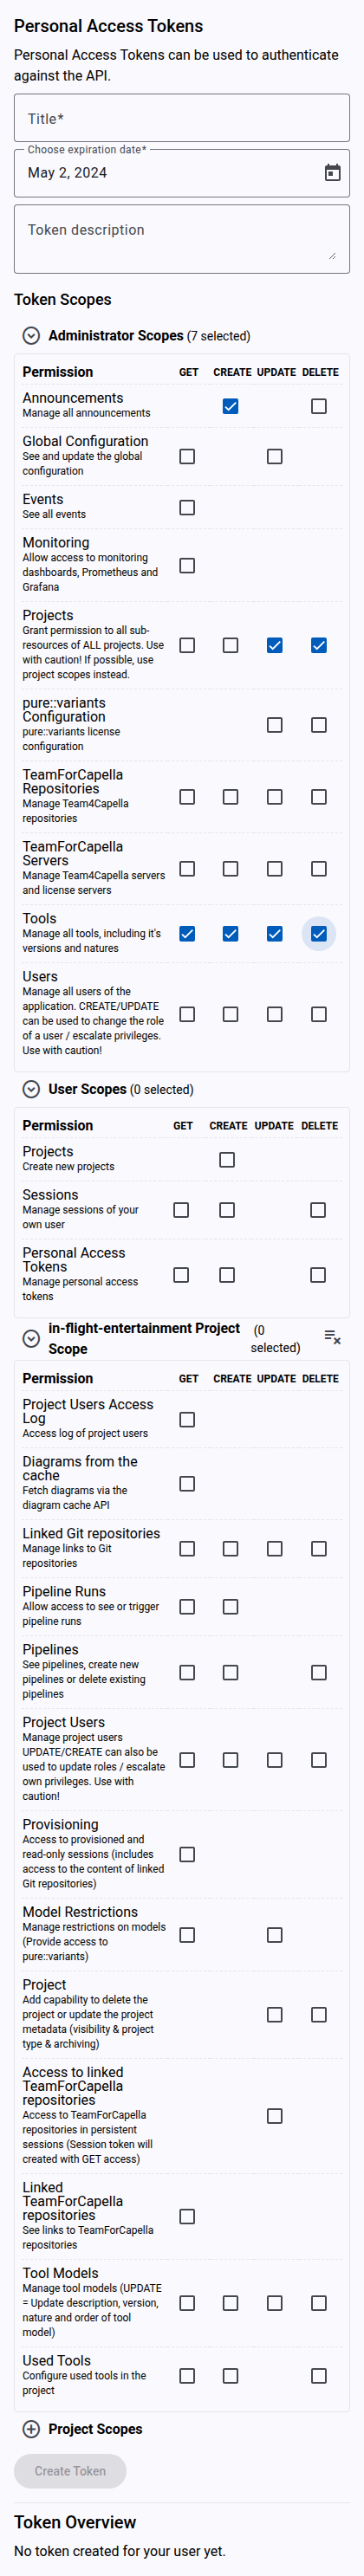 Personal Access Tokens
Personal Access Tokens can be used to authenticate
against the API.
Title*
Choose expiration date*
May 2, 2024
Token description
Token Scopes
Administrator Scopes (7 selected)
Permission GET CREATE UPDATE DELETE
Announcements
Manage all announcements
Global Configuration
See and update the global
configuration
Events
See all events
Monitoring
Allow access to monitoring
dashboards, Prometheus and
Grafana
Projects
Grant permission to all sub-
resources of ALL projects. Use
with caution! If possible, use
project scopes instead.
pure::variants
Configuration
pure::variants license
configuration
TeamForCapella
Repositories
Manage Team4Capella
repositories
TeamForCapella
Servers
Manage Team4Capella servers
and license servers
Tools
Manage all tools, including it's
versions and natures
Users
Manage all users of the
application. CREATE/UPDATE
can be used to change the role
of a user / escalate privileges.
Use with caution!
User Scopes (0 selected)
Permission GET CREATE UPDATE DELETE
Projects
Create new projects
Sessions
Manage sessions of your
own user
Personal Access
Tokens
Manage personal access
tokens
in-flight-entertainment Project (0
Scope selected)
Permission GET CREATE UPDATE DELETE
Project Users Access
Log
Access log of project users
Diagrams from the
cache
Fetch diagrams via the
diagram cache API
Linked Git repositories
Manage links to Git
repositories
Pipeline Runs
Allow access to see or trigger
pipeline runs
Pipelines
See pipelines, create new
pipelines or delete existing
pipelines
Project Users
Manage project users
UPDATE/CREATE can also be
used to update roles / escalate
own privileges. Use with
caution!
Provisioning
Access to provisioned and
read-only sessions (includes
access to the content of linked
Git repositories)
Model Restrictions
Manage restrictions on models
(Provide access to
pure::variants)
Project
Add capability to delete the
project or update the project
metadata (visibility & project
type & archiving)
Access to linked
TeamForCapella
repositories
Access to TeamForCapella
repositories in persistent
sessions (Session token will
created with GET access)
Linked
TeamForCapella
repositories
See links to TeamForCapella
repositories
Tool Models
Manage tool models (UPDATE
= Update description, version,
nature and order of tool
model)
Used Tools
Configure used tools in the
project
Project Scopes
Create Token
Token Overview
No token created for your user yet.